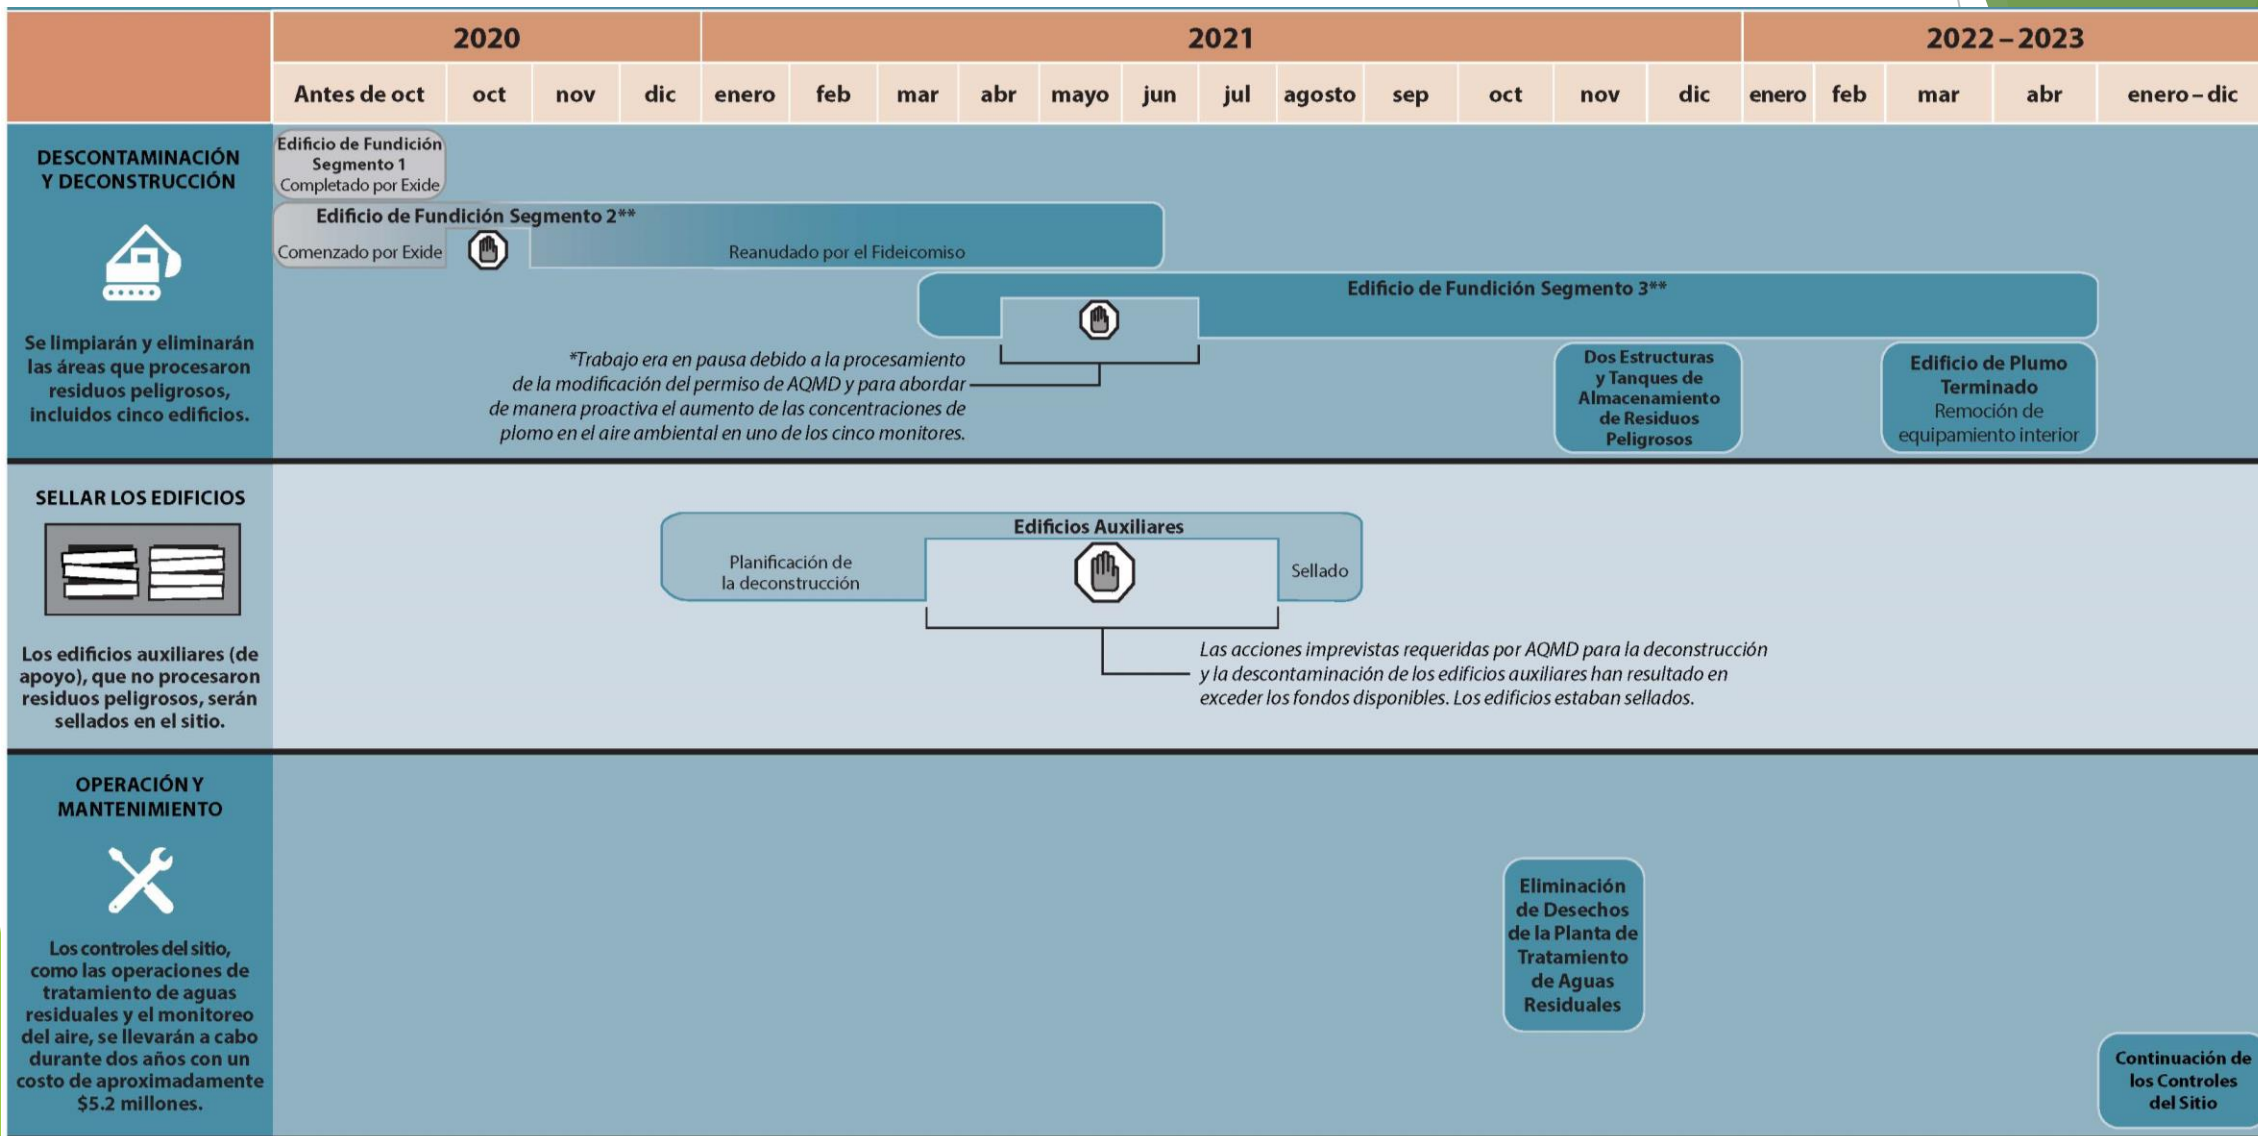 2020
2021
2022 – 2023
Antes de oct
oct
nov
dic
enero
feb
mar
abr
mayo
jun
jul
agosto
sep
oct
nov
dic
enero
feb
mar
abr
enero – dic
DESCONTAMINACIÓN
Y DECONSTRUCCIÓN
Se limpiarán y eliminarán
las áreas que procesaron
residuos peligrosos,
incluidos cinco edificios.
Edificio de Fundición
Segmento 1
Completado por Exide
Edificio de Fundición Segmento 2**
Comenzado por Exide
Reanudado por el Fideicomiso
Edificio de Fundición Segmento 3**
*Trabajo era en pausa debido a la procesamiento
de la modificación del permiso de AQMD y para abordar
de manera proactiva el aumento de las concentraciones de
plomo en el aire ambiental en uno de los cinco monitores.
Dos Estructuras
y Tanques de
Almacenamiento
de Residuos
Peligrosos
Edificio de Plumo
Terminado
Remoción de
equipamiento interior
SELLAR LOS EDIFICIOS
Los edificios auxiliares (de
apoyo), que no procesaron
residuos peligrosos, serán
sellados en el sitio.
Edificios Auxiliares
Planificación de
la deconstrucción
Sellado
Las acciones imprevistas requeridas por AQMD para la deconstrucción
y la descontaminación de los edificios auxiliares han resultado en
exceder los fondos disponibles. Los edificios estaban sellados.
OPERACIÓN Y
MANTENIMIENTO
Los controles del sitio,
como las operaciones de
tratamiento de aguas
residuales y el monitoreo
del aire, se llevarán a cabo
durante dos años con un
costo de aproximadamente
$5.2 millones.
Eliminación
de Desechos
de la Planta de
Tratamiento
de Aguas
Residuales
Continuación de
los Controles
del Sitio